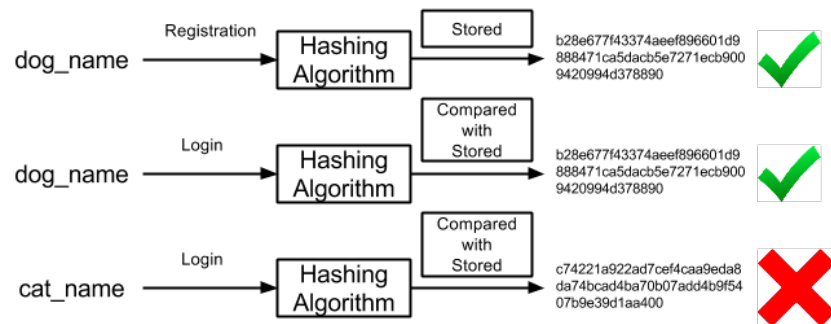 Registration
Stored
dog_name
Hashing
Algorithm
b28e677f43374aeef896601d9
888471ca5dacb5e7271ecb900
9420994d378890
Login
Compared
with
Stored
dog_name
Hashing
Algorithm
b28e677f43374aeef896601d9
888471ca5dacb5e7271ecb900
9420994d378890
Login
Compared
with
Stored
cat_name
Hashing
Algorithm
c74221a922ad7cef4caa9eda8
da74bcad4ba70b07add4b9f54
07b9e39d1aa400